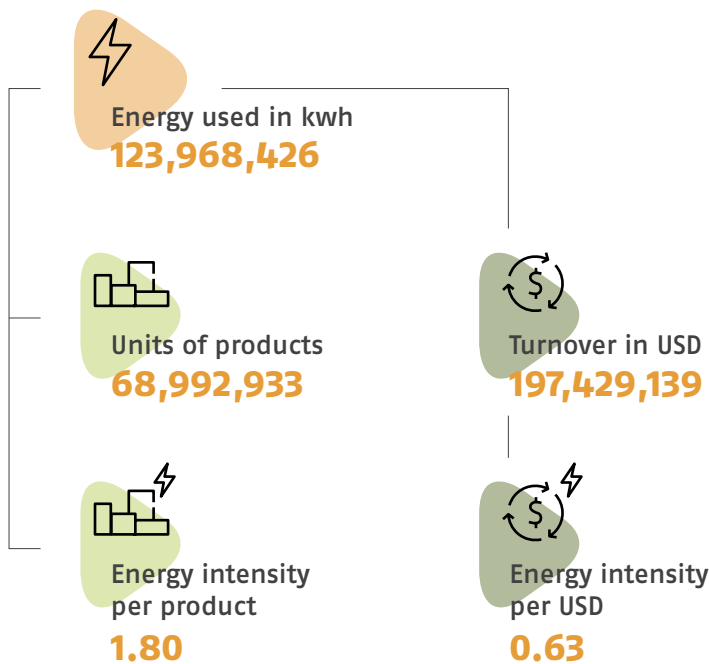 Energy used in kwh
123,968,426
Units of products
68,992,933
Turnover in USD
197,429,139
Energy intensity
per product
1.80
Energy intensity
per USD
0.63